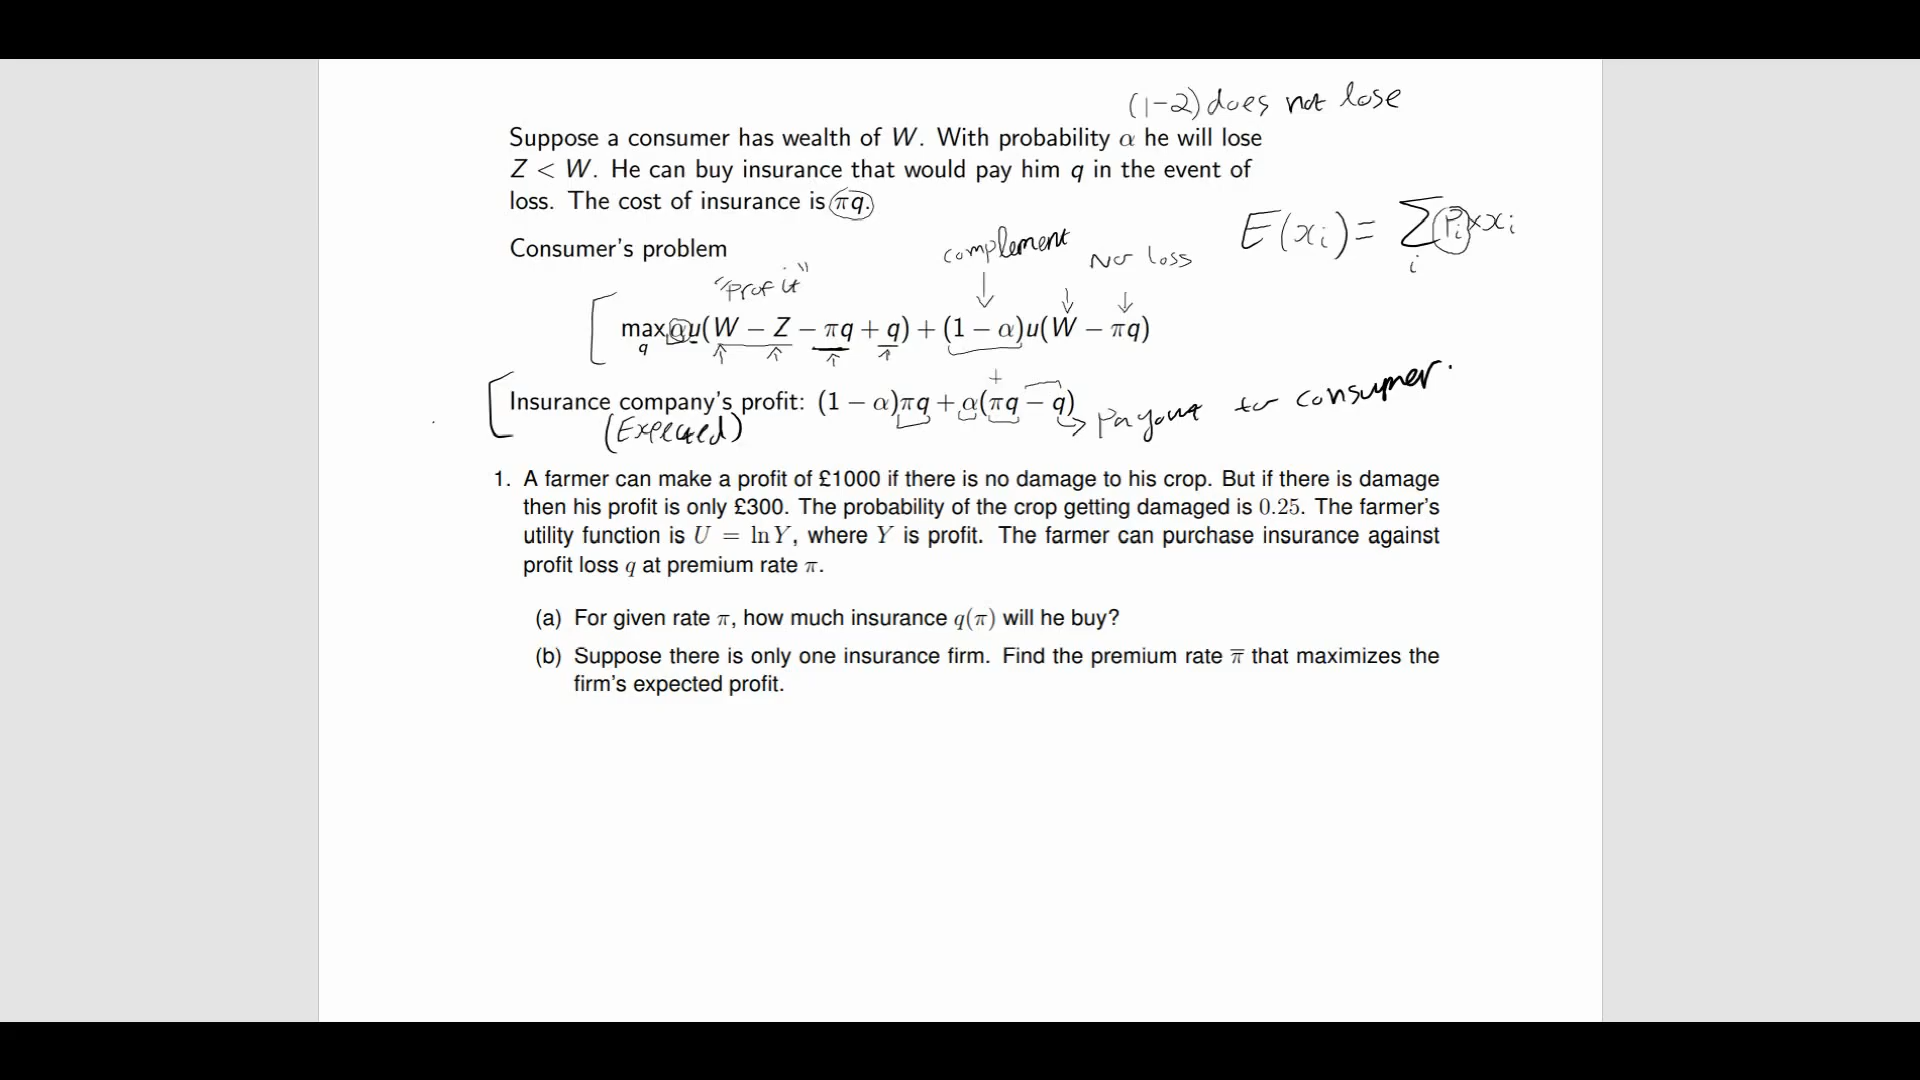 (1-2) does not lose
Suppose a consumer has wealth of W. With probability α he will lose
Z < W. He can buy insurance that would pay him q in the event of
loss. The cost of insurance is πq.
E(xᵢ) = ∑ᵢ Pᵢ × xᵢ
Consumer's problem
complement
No loss
"Profit"
max_q αu(W − Z − πq + q) + (1 − α)u(W − πq)
+
Insurance company's profit: (1 − α)πq + α(πq − q)
Payout to consumer.
(Expected)
1. A farmer can make a profit of £1000 if there is no damage to his crop. But if there is damage
then his profit is only £300. The probability of the crop getting damaged is 0.25. The farmer's
utility function is U = ln Y, where Y is profit. The farmer can purchase insurance against
profit loss q at premium rate π.
(a) For given rate π, how much insurance q(π) will he buy?
(b) Suppose there is only one insurance firm. Find the premium rate π̅ that maximizes the
firm's expected profit.